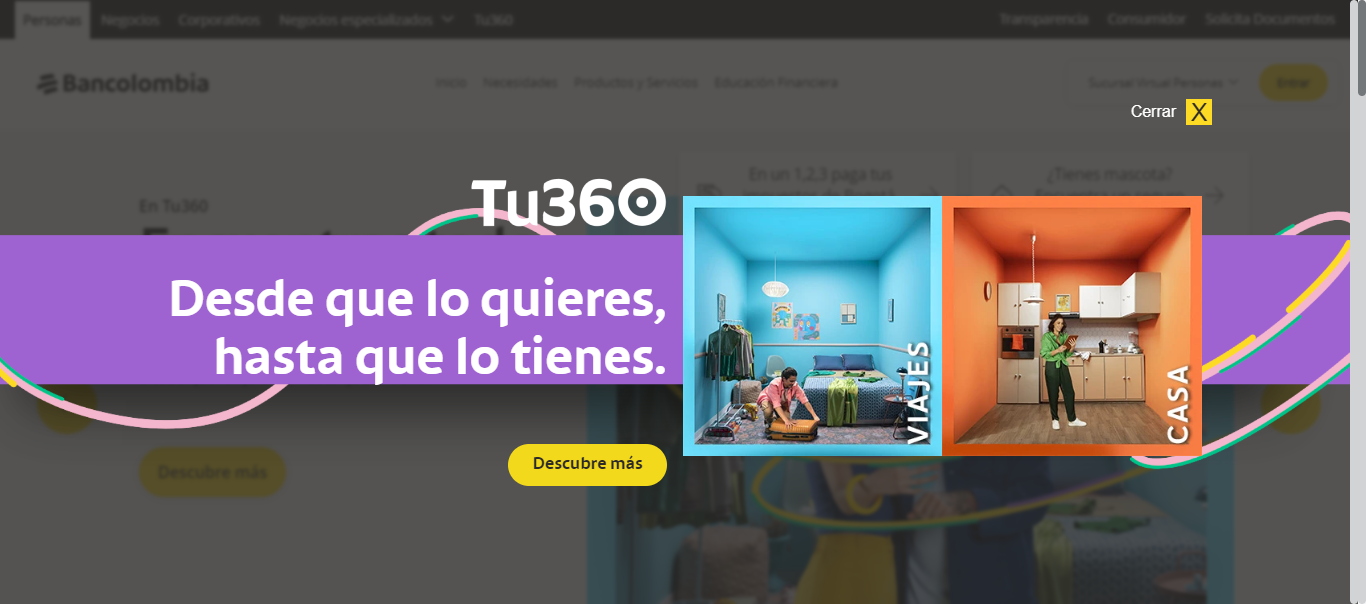 Personas Negocios Corporativos Negocios especializados Tu360 Transparencia Consumidor Solicita Documentos
Bancolombia Inicio Necesidades Productos y Servicios Educación Financiera Sucursal Virtual Personas Entrar
Cerrar X
En un 1,2,3 paga tus
¿Tienes mascota?
En Tu360
Tu360
Desde que lo quieres,
hasta que lo tienes.
VIAJES
CASA
Descubre más
Descubre más